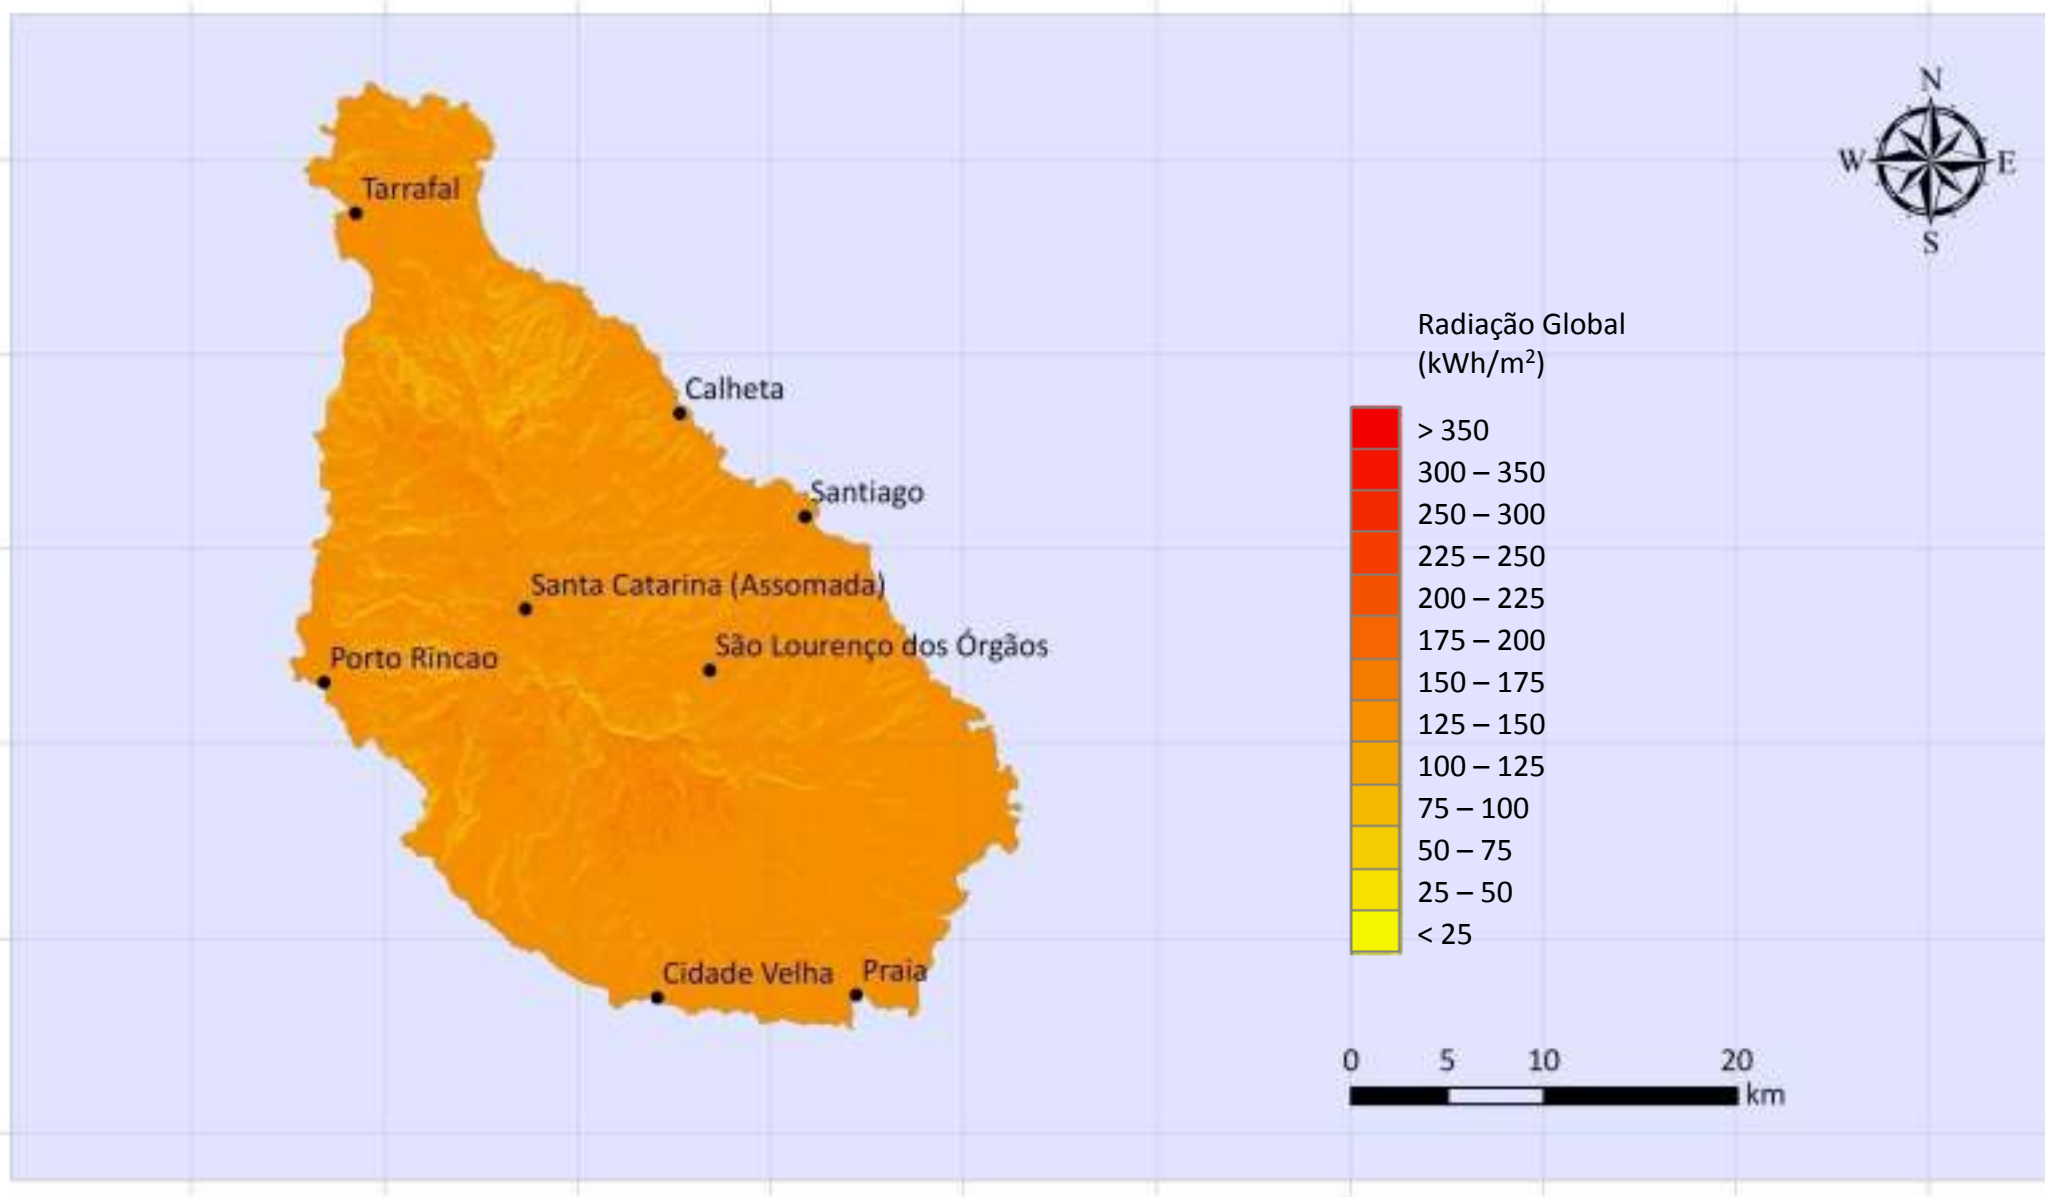 N
W
E
S
Tarrafal
Calheta
Santiago
Santa Catarina (Assomada)
São Lourenço dos Órgãos
Porto Rincao
Cidade Velha
Praia
Radiação Global
(kWh/m²)
> 350
300 – 350
250 – 300
225 – 250
200 – 225
175 – 200
150 – 175
125 – 150
100 – 125
75 – 100
50 – 75
25 – 50
< 25
0 5 10 20
km